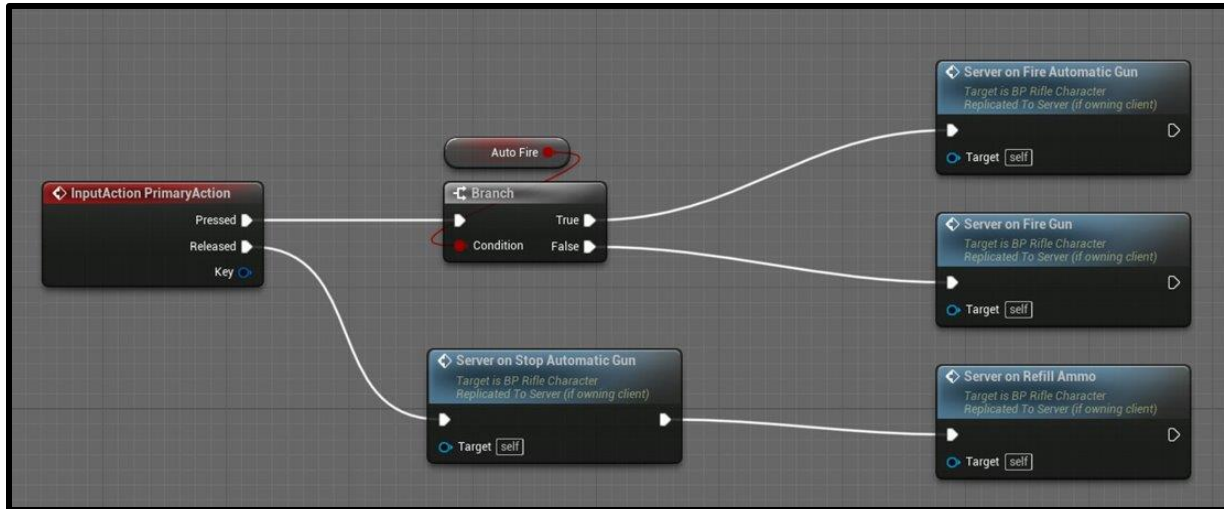 InputAction PrimaryAction
Pressed
Released
Key
Auto Fire
Branch
True
Condition
False
Server on Fire Automatic Gun
Target is BP Rifle Character
Replicated To Server (if owning client)
Target self
Server on Fire Gun
Target is BP Rifle Character
Replicated To Server (if owning client)
Target self
Server on Stop Automatic Gun
Target is BP Rifle Character
Replicated To Server (if owning client)
Target self
Server on Refill Ammo
Target is BP Rifle Character
Replicated To Server (if owning client)
Target self